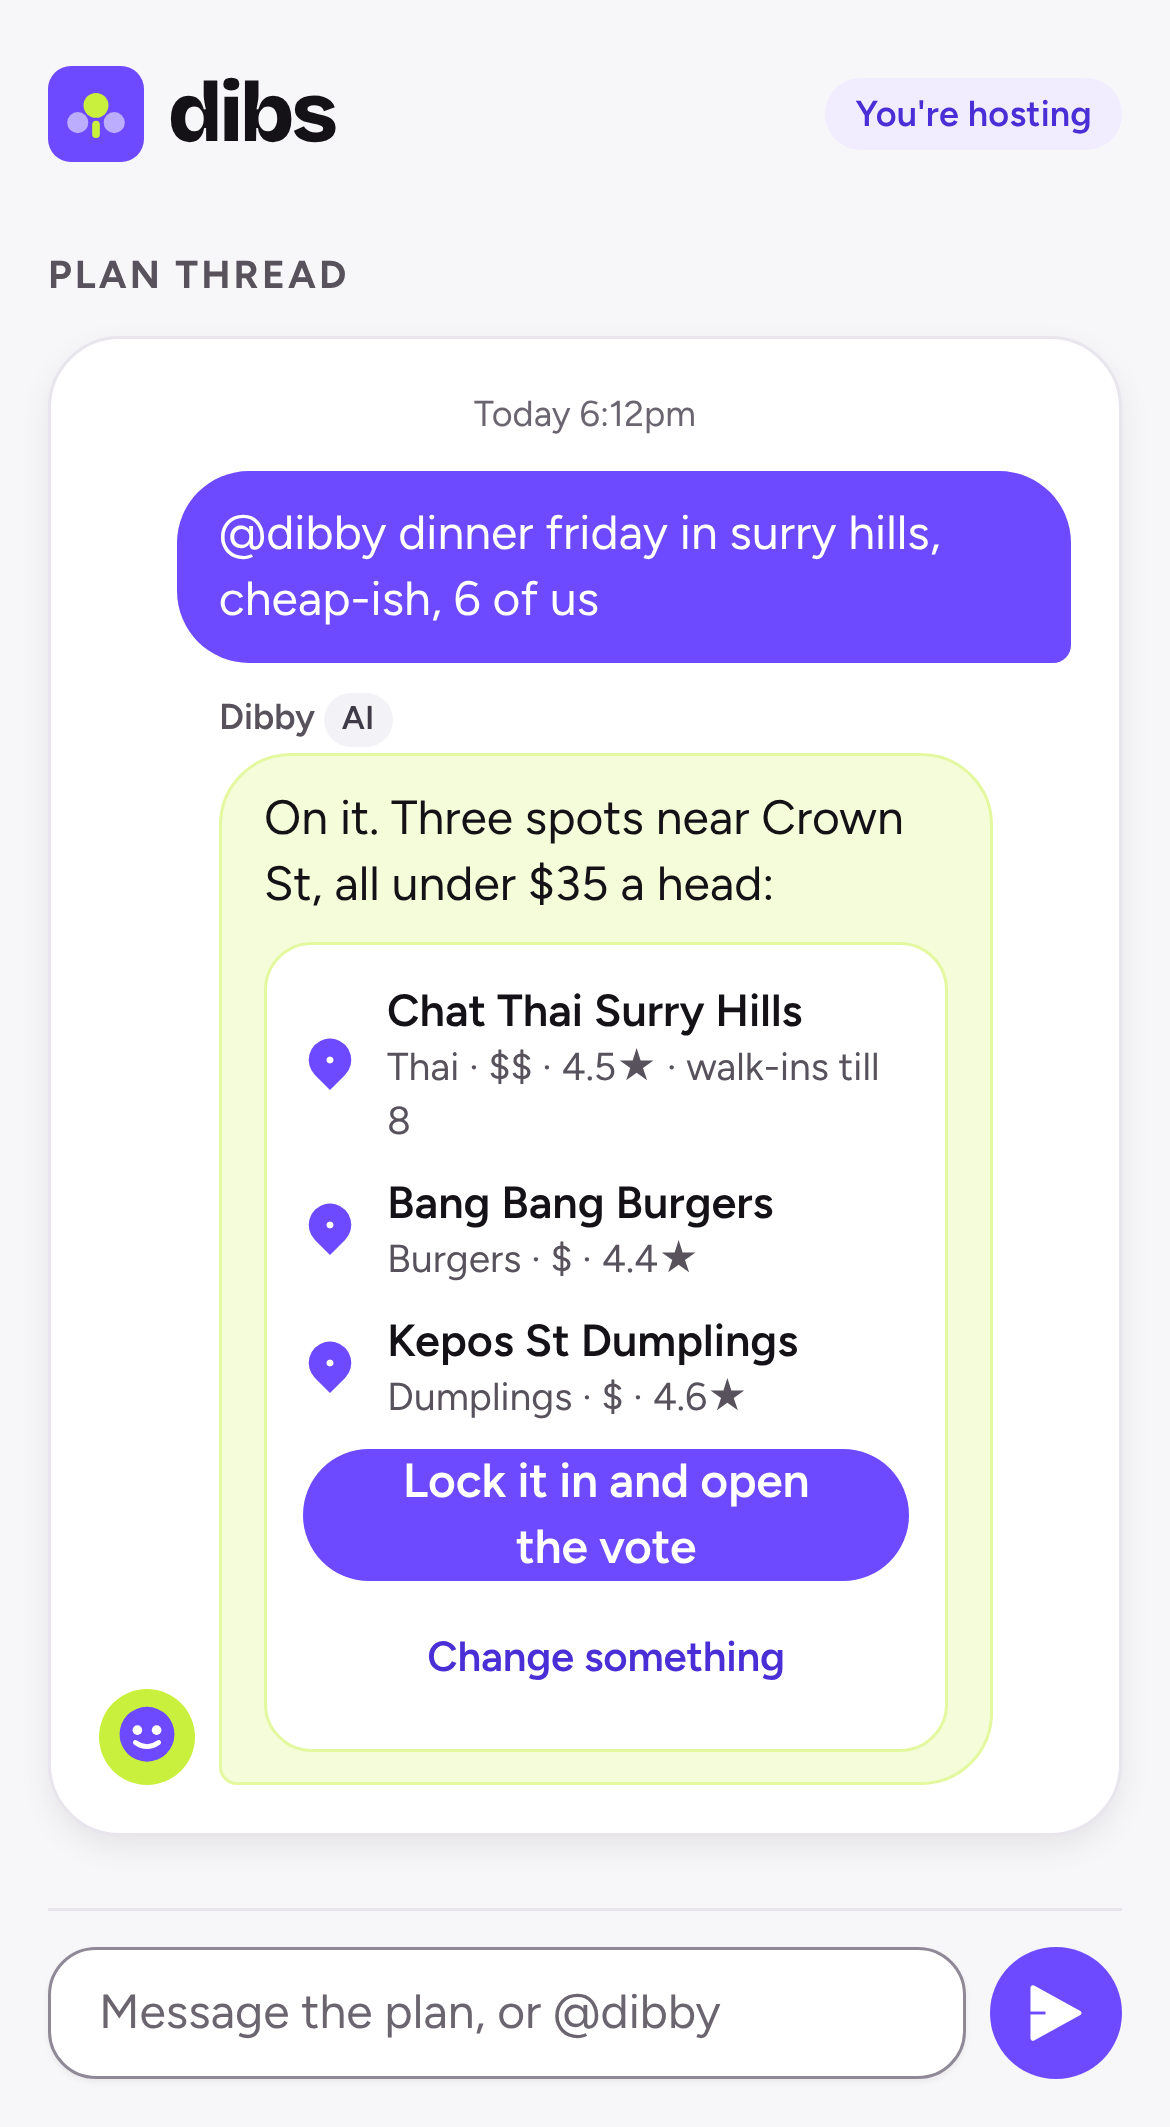 dibs
You're hosting
PLAN THREAD
Today 6:12pm
@dibby dinner friday in surry hills,
cheap-ish, 6 of us
Dibby AI
On it. Three spots near Crown
St, all under $35 a head:
Chat Thai Surry Hills
Thai · $$ · 4.5★ · walk-ins till
8
Bang Bang Burgers
Burgers · $ · 4.4★
Kepos St Dumplings
Dumplings · $ · 4.6★
Lock it in and open
the vote
Change something
Message the plan, or @dibby